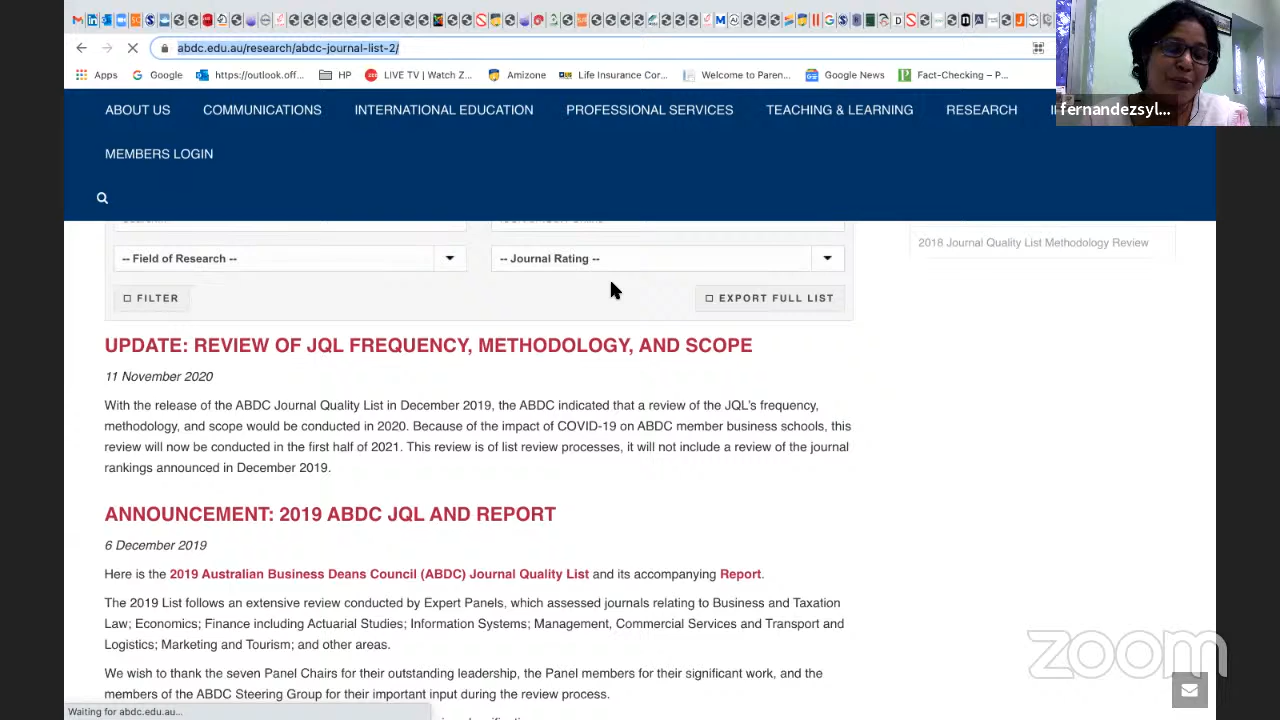 abdc.edu.au/research/abdc-journal-list-2/
Apps Google https://outlook.off... HP LIVE TV | Watch Z... Amizone Life Insurance Cor... Welcome to Paren... Google News Fact-Checking – P...
fernandezsyl...
ABOUT US COMMUNICATIONS INTERNATIONAL EDUCATION PROFESSIONAL SERVICES TEACHING & LEARNING RESEARCH
MEMBERS LOGIN
2018 Journal Quality List Methodology Review
-- Field of Research -- -- Journal Rating --
FILTER EXPORT FULL LIST
UPDATE: REVIEW OF JQL FREQUENCY, METHODOLOGY, AND SCOPE
11 November 2020
With the release of the ABDC Journal Quality List in December 2019, the ABDC indicated that a review of the JQL's frequency,
methodology, and scope would be conducted in 2020. Because of the impact of COVID-19 on ABDC member business schools, this
review will now be conducted in the first half of 2021. This review is of list review processes, it will not include a review of the journal
rankings announced in December 2019.
ANNOUNCEMENT: 2019 ABDC JQL AND REPORT
6 December 2019
Here is the 2019 Australian Business Deans Council (ABDC) Journal Quality List and its accompanying Report.
The 2019 List follows an extensive review conducted by Expert Panels, which assessed journals relating to Business and Taxation
Law; Economics; Finance including Actuarial Studies; Information Systems; Management, Commercial Services and Transport and
Logistics; Marketing and Tourism; and other areas.
We wish to thank the seven Panel Chairs for their outstanding leadership, the Panel members for their significant work, and the
members of the ABDC Steering Group for their important input during the review process.
zoom
Waiting for abdc.edu.au...